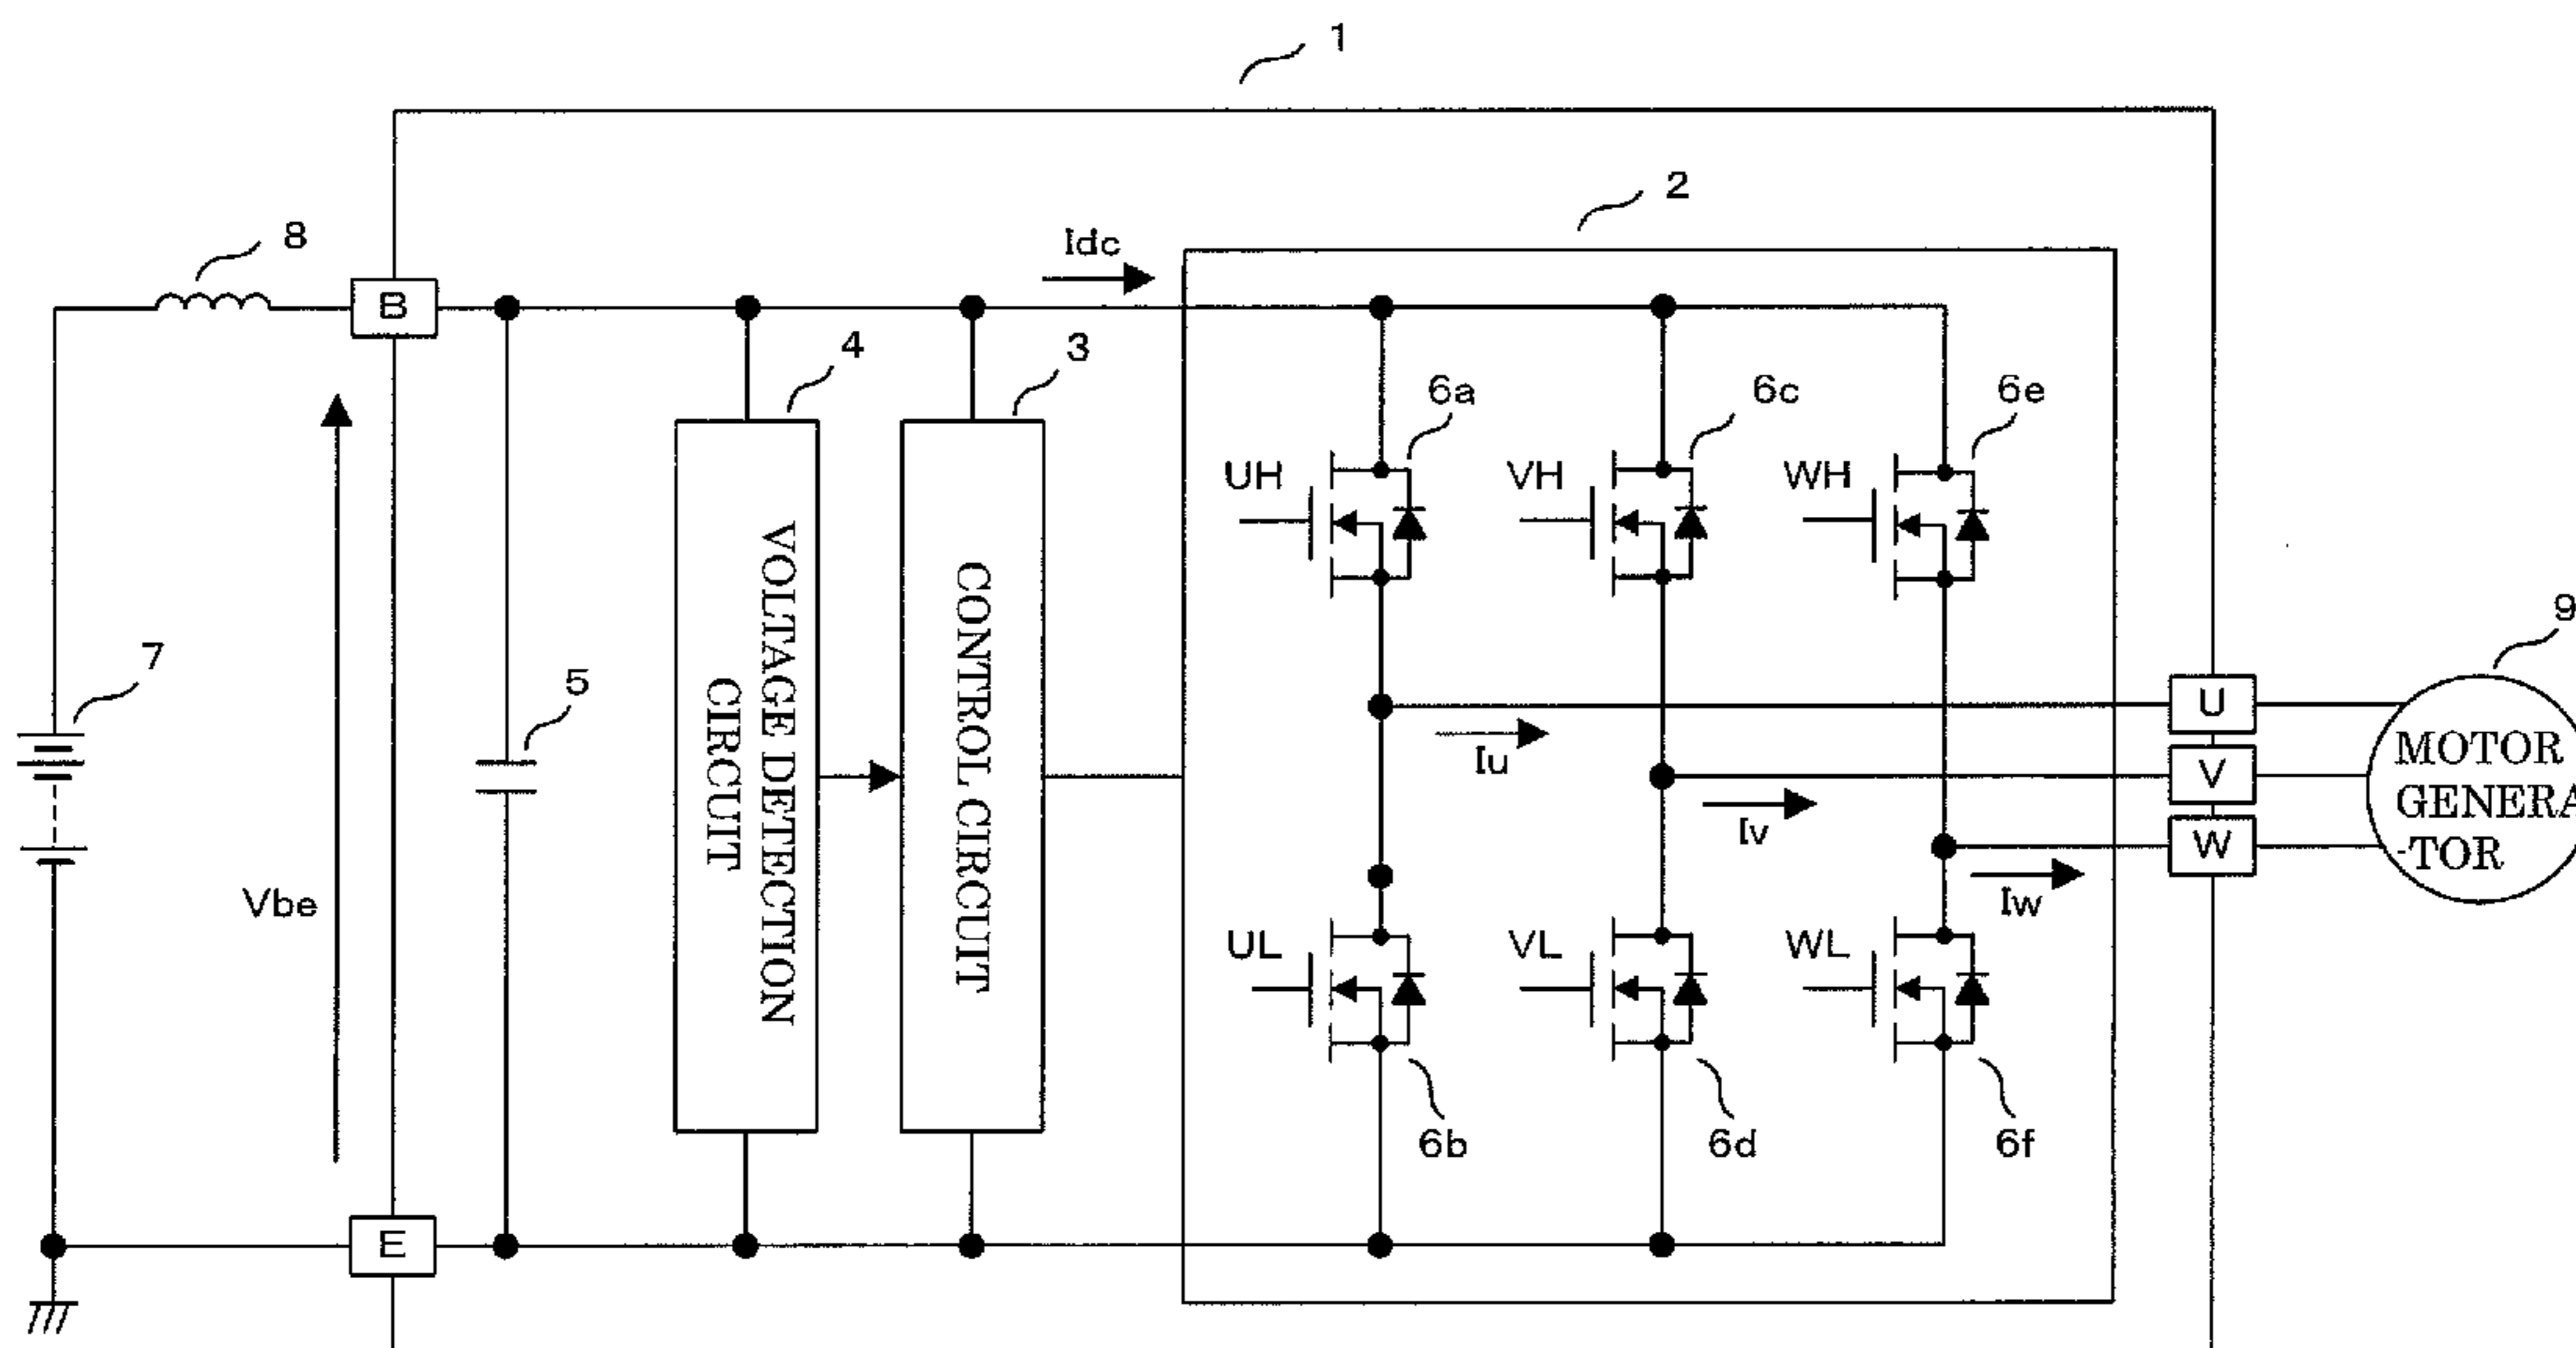 1
2
8
Idc
B
4
3
6a
6c
6e
UH
VH
WH
VOLTAGE DETECTION
CIRCUIT
CONTROL CIRCUIT
7
5
9
U
V
W
MOTOR
GENERA
-TOR
Iu
Iv
Iw
Vbe
UL
VL
WL
6b
6d
6f
E